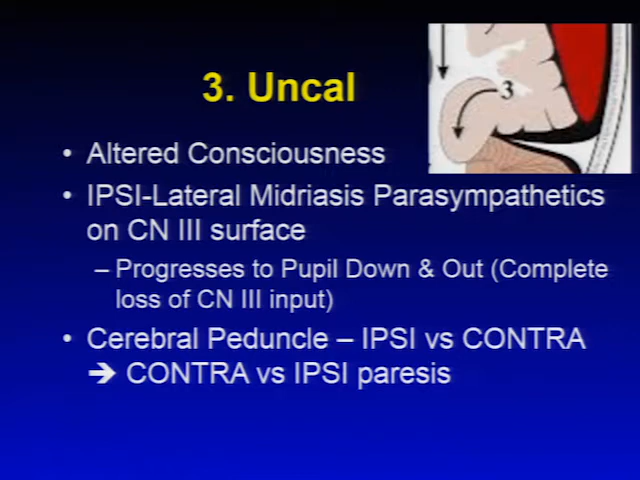 3. Uncal
3
• Altered Consciousness
• IPSI-Lateral Midriasis Parasympathetics
on CN III surface
– Progresses to Pupil Down & Out (Complete
loss of CN III input)
• Cerebral Peduncle – IPSI vs CONTRA
➔ CONTRA vs IPSI paresis